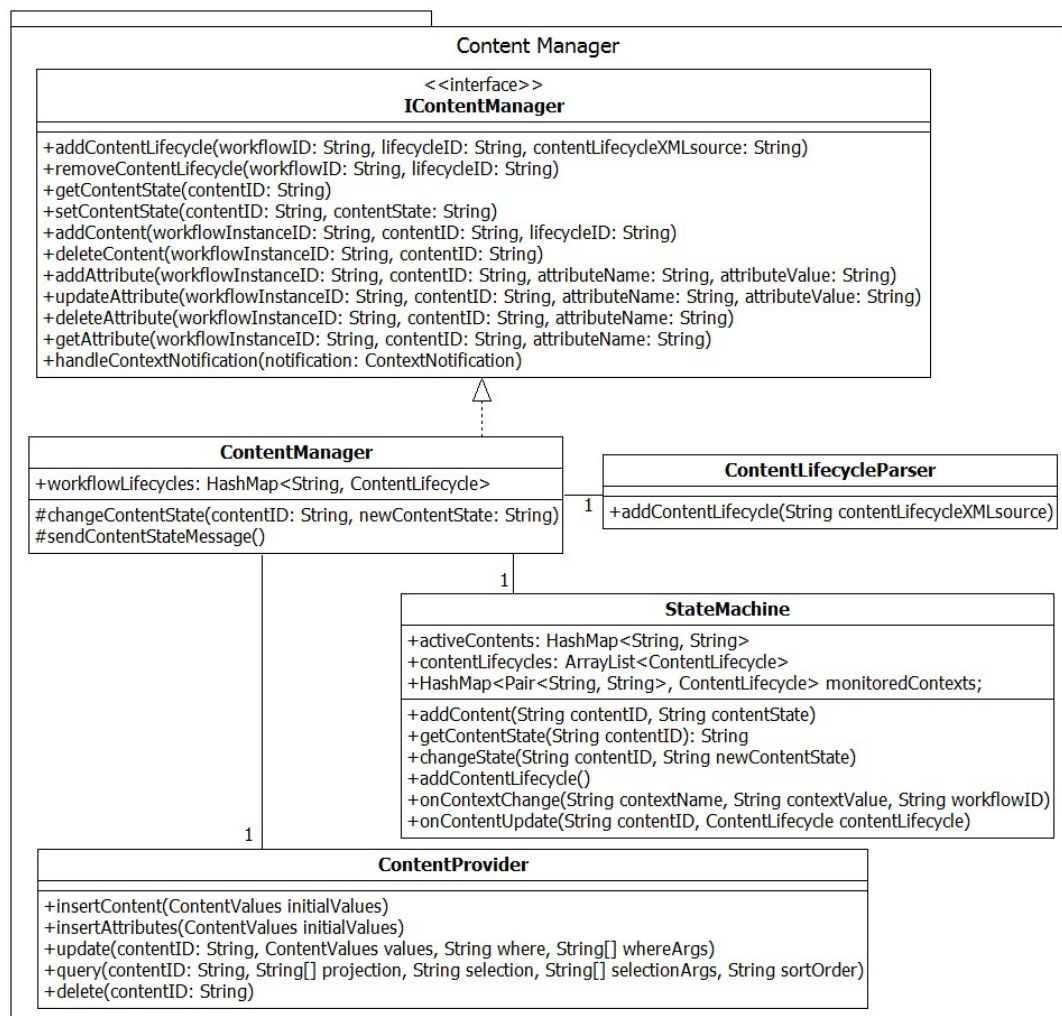 Content Manager
<<interface>>
IContentManager
+addContentLifecycle(workflowID: String, lifecycleID: String, contentLifecycleXMLsource: String)
+removeContentLifecycle(workflowID: String, lifecycleID: String)
+getContentState(contentID: String)
+setContentState(contentID: String, contentState: String)
+addContent(workflowInstanceID: String, contentID: String, lifecycleID: String)
+deleteContent(workflowInstanceID: String, contentID: String)
+addAttribute(workflowInstanceID: String, contentID: String, attributeName: String, attributeValue: String)
+updateAttribute(workflowInstanceID: String, contentID: String, attributeName: String, attributeValue: String)
+deleteAttribute(workflowInstanceID: String, contentID: String, attributeName: String)
+getAttribute(workflowInstanceID: String, contentID: String, attributeName: String)
+handleContextNotification(notification: ContextNotification)
ContentManager
+workflowLifecycles: HashMap<String, ContentLifecycle>
#changeContentState(contentID: String, newContentState: String)
#sendContentStateMessage()
1
ContentLifecycleParser
+addContentLifecycle(String contentLifecycleXMLsource)
1
StateMachine
+activeContents: HashMap<String, String>
+contentLifecycles: ArrayList<ContentLifecycle>
+HashMap<Pair<String, String>, ContentLifecycle> monitoredContexts;
+addContent(String contentID, String contentState)
+getContentState(String contentID): String
+changeState(String contentID, String newContentState)
+addContentLifecycle()
+onContextChange(String contextName, String contextValue, String workflowID)
+onContentUpdate(String contentID, ContentLifecycle contentLifecycle)
1
ContentProvider
+insertContent(ContentValues initialValues)
+insertAttributes(ContentValues initialValues)
+update(contentID: String, ContentValues values, String where, String[] whereArgs)
+query(contentID: String, String[] projection, String selection, String[] selectionArgs, String sortOrder)
+delete(contentID: String)